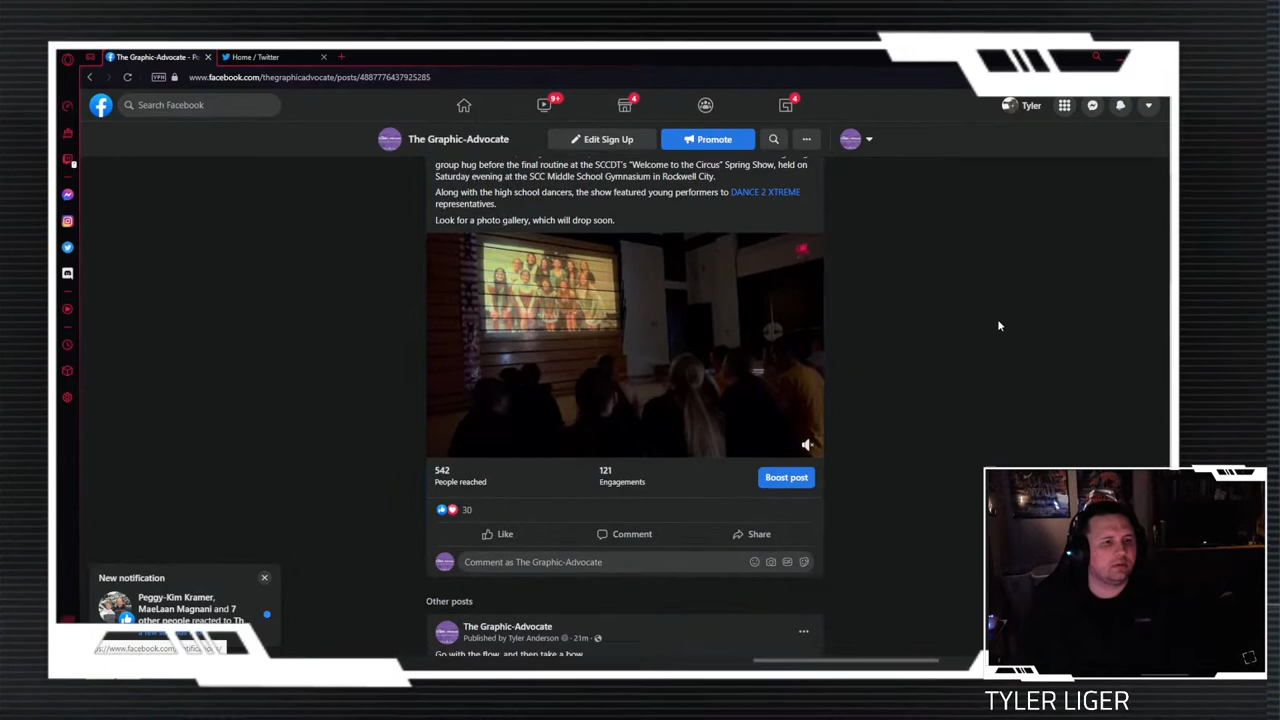 The Graphic-Advocate - Po
Home / Twitter
VPN
www.facebook.com/thegraphicadvocate/posts/4887776437925285
Search Facebook
9+
4
4
Tyler
The Graphic-Advocate
Edit Sign Up
Promote
group hug before the final routine at the SCCDT's "Welcome to the Circus" Spring Show, held on
Saturday evening at the SCC Middle School Gymnasium in Rockwell City.
Along with the high school dancers, the show featured young performers to DANCE 2 XTREME
representatives.
Look for a photo gallery, which will drop soon.
542
People reached
121
Engagements
Boost post
30
Like
Comment
Share
Comment as The Graphic-Advocate
Other posts
The Graphic-Advocate
Published by Tyler Anderson
· 21m ·
Go with the flow, and then take a bow
New notification
Peggy-Kim Kramer,
MaeLaan Magnani and 7
other people reacted to Th
TYLER LIGER